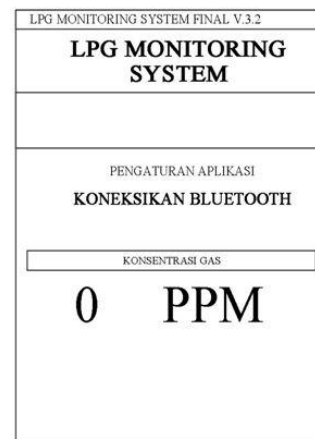 LPG MONITORING SYSTEM FINAL V.3.2
LPG MONITORING
SYSTEM
PENGATURAN APLIKASI
KONEKSIKAN BLUETOOTH
KONSENTRASI GAS
0 PPM